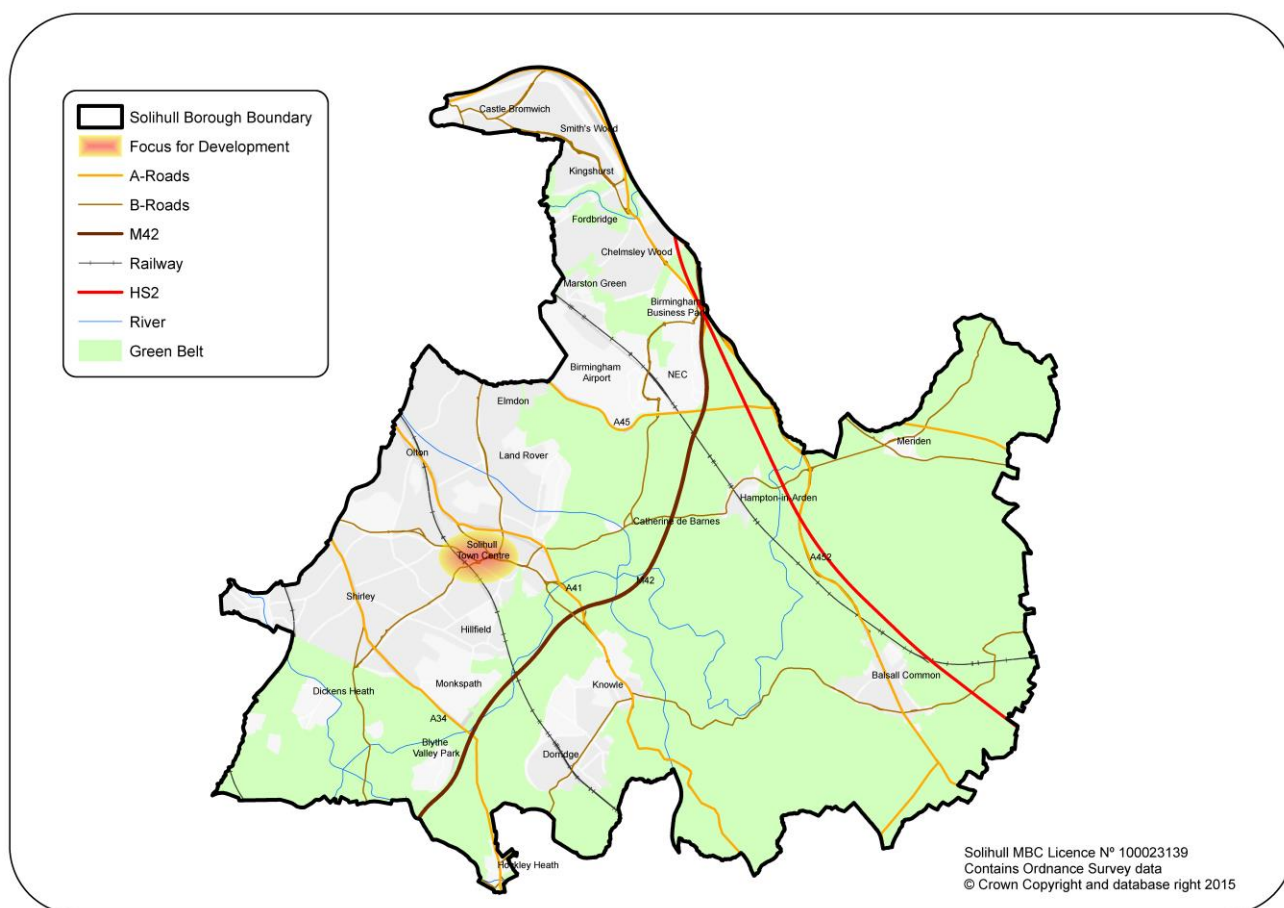 Solihull Borough Boundary
Focus for Development
A-Roads
B-Roads
M42
Railway
HS2
River
Green Belt
Castle Bromwich
Smith's Wood
Kingshurst
Fordbridge
Chelmsley Wood
Marston Green
Birmingham
Business Park
Birmingham
Airport
NEC
Elmdon
A45
Olton
Land Rover
Meriden
Hampton-in Arden
Catherine de Barnes
Solihull
Town Centre
A452
M42
A41
Shirley
Hillfield
Balsall Common
Monkspath
Knowle
Dickens Heath
A34
Blythe
Valley Park
Dorridge
Hockley Heath
Solihull MBC Licence Nº 100023139
Contains Ordnance Survey data
© Crown Copyright and database right 2015